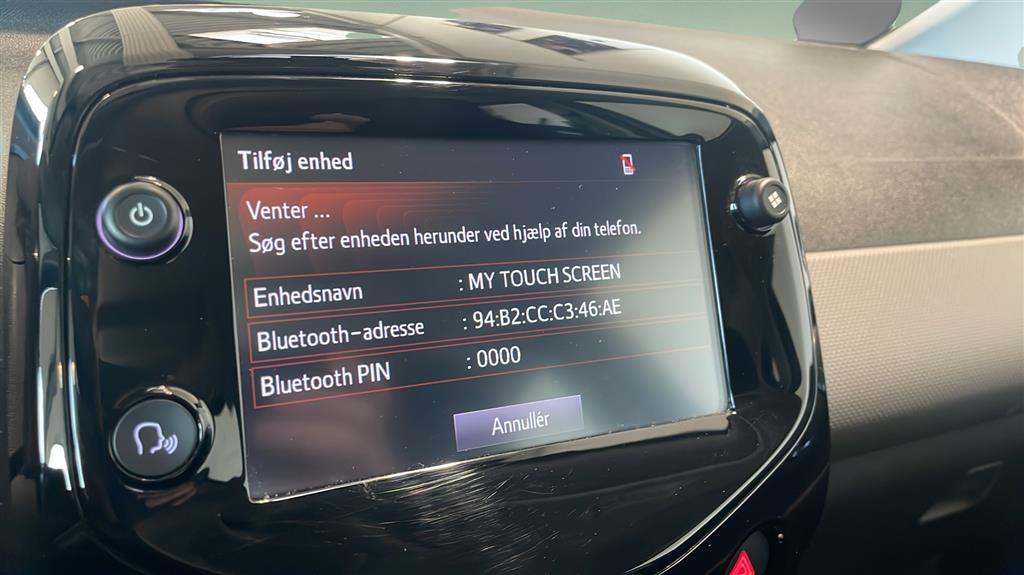 Tilføj enhed
Venter ...
Søg efter enheden herunder ved hjælp af din telefon.
Enhedsnavn : MY TOUCH SCREEN
Bluetooth-adresse : 94:B2:CC:C3:46:AE
Bluetooth PIN : 0000
Annullér